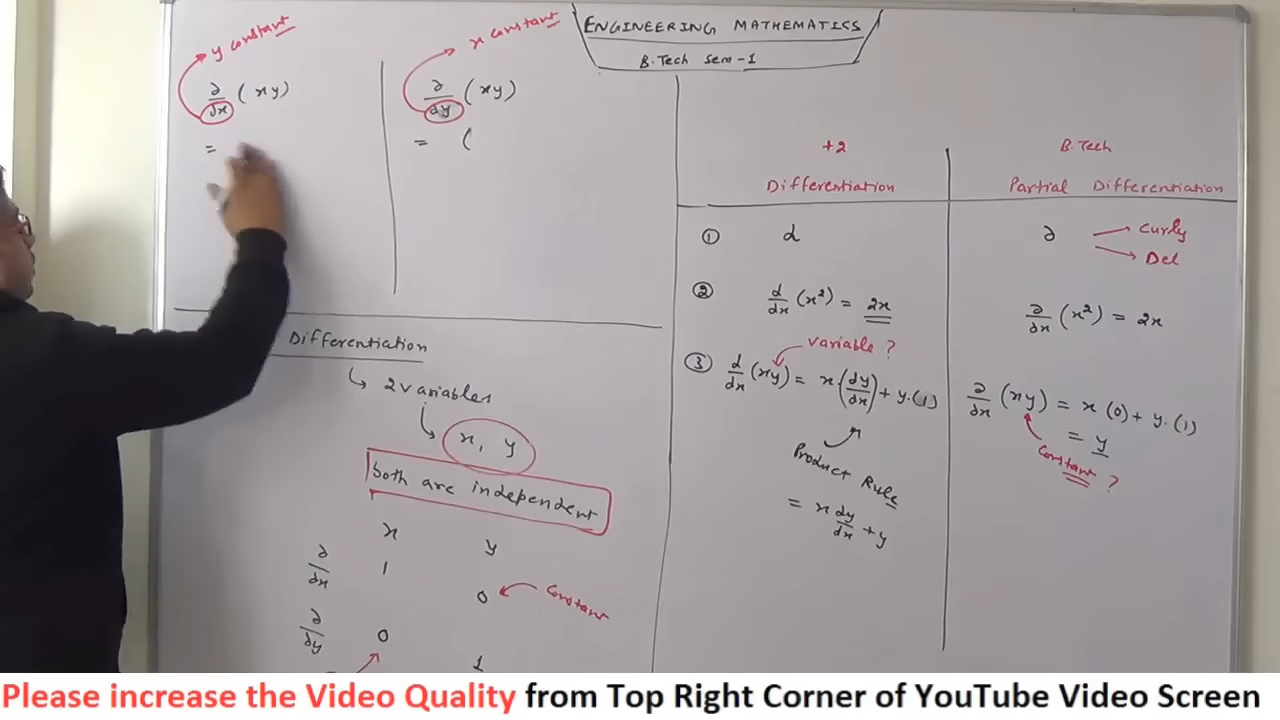 ENGINEERING MATHEMATICS
B.Tech Sem-1
y constant
∂/∂x (xy)
=
x constant
∂/∂y (xy)
= (
Differentiation
↳ 2 variables
x, y
both are independent
x y
∂/∂x 1 0 ← constant
∂/∂y 0 1
+2 B.Tech
Differentiation Partial Differentiation
① d ∂ → Curly
→ Del
② d/dx (x²) = 2x ∂/∂x (x²) = 2x
variable ?
③ d/dx (xy) = x(dy/dx) + y.(1) ∂/∂x (xy) = x (0) + y.(1)
= y
constant ?
Product Rule
= x dy/dx + y
Please increase the Video Quality from Top Right Corner of YouTube Video Screen